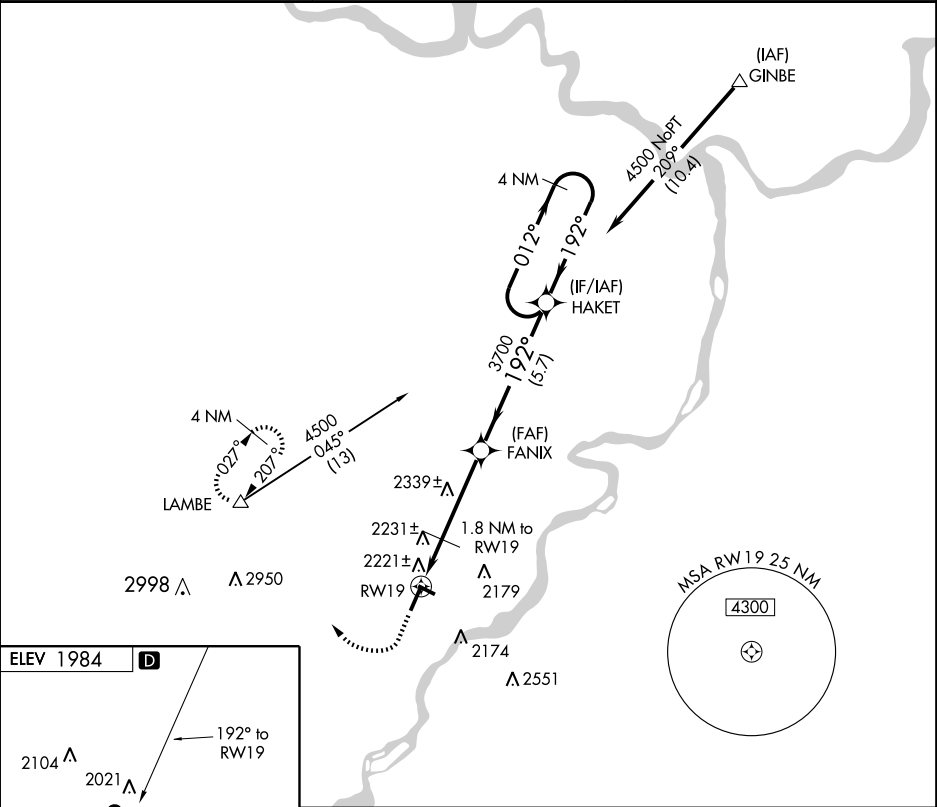 (IAF)
GINBE
4500 NoPT
209°
(10.4)
4 NM
012°
192°
(IF/IAF)
HAKET
3700
192°
(5.7)
4 NM
027°
207°
4500
045°
(13)
LAMBE
(FAF)
FANIX
2339±
2231±
1.8 NM to
RW19
2221±
RW19
2179
2998
2950
2174
2551
MSA RW19 25 NM
4300
ELEV 1984 D
192° to
RW19
2104
2021